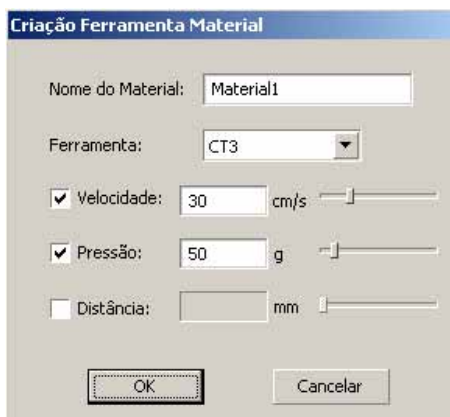 Criação Ferramenta Material
Nome do Material: Material1
Ferramenta: CT3
Velocidade: 30 cm/s
Pressão: 50 g
Distância: mm
OK Cancelar